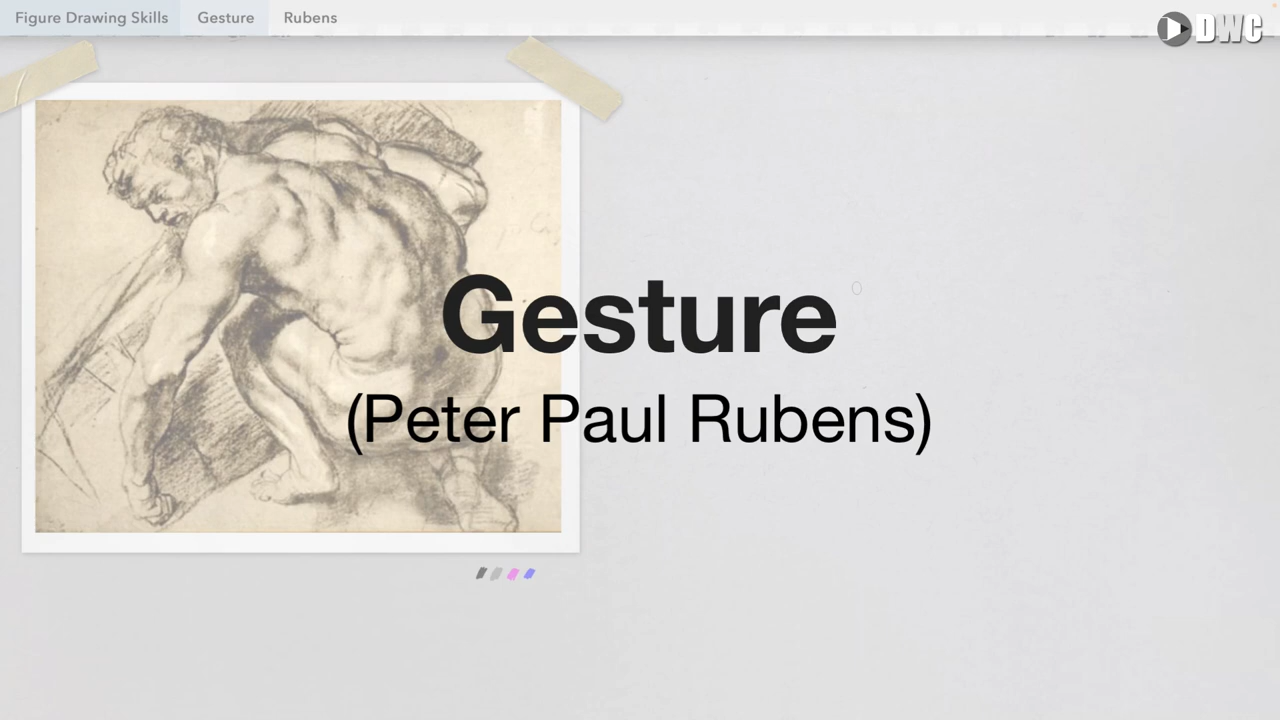 Figure Drawing Skills Gesture Rubens
DWC
Gesture
(Peter Paul Rubens)